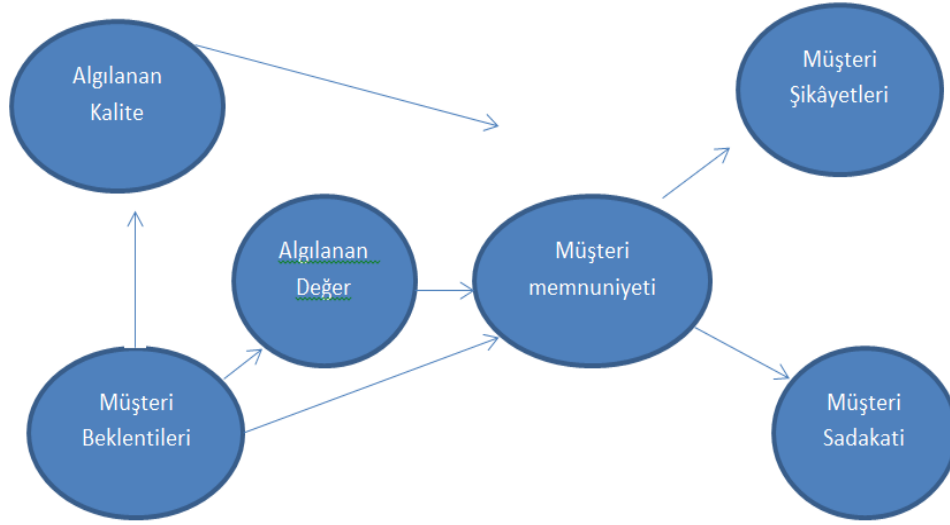 Algılanan
Kalite
Müşteri
Şikâyetleri
Algılanan
Değer
Müşteri
memnuniyeti
Müşteri
Beklentileri
Müşteri
Sadakati